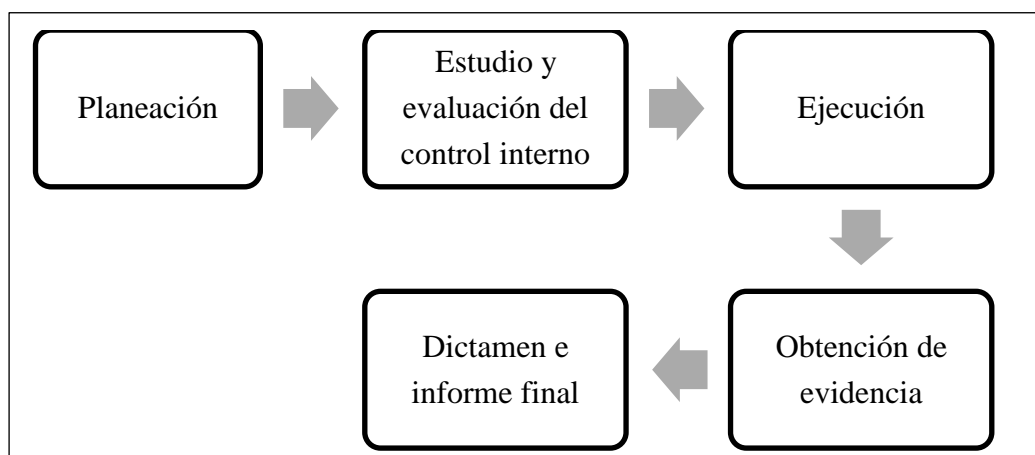 Planeación
Estudio y
evaluación del
control interno
Ejecución
Obtención de
evidencia
Dictamen e
informe final